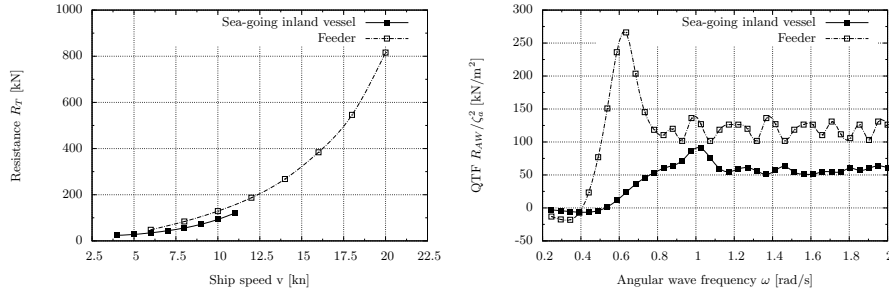 Sea-going inland vessel
Feeder
1000
800
600
400
200
0
Resistance R_T [kN]
2.5 5 7.5 10 12.5 15 17.5 20 22.5
Ship speed v [kn]
Sea-going inland vessel
Feeder
300
250
200
150
100
50
0
-50
QTF R_AW/ζ_a^2 [kN/m^2]
0.2 0.4 0.6 0.8 1 1.2 1.4 1.6 1.8 2
Angular wave frequency ω [rad/s]